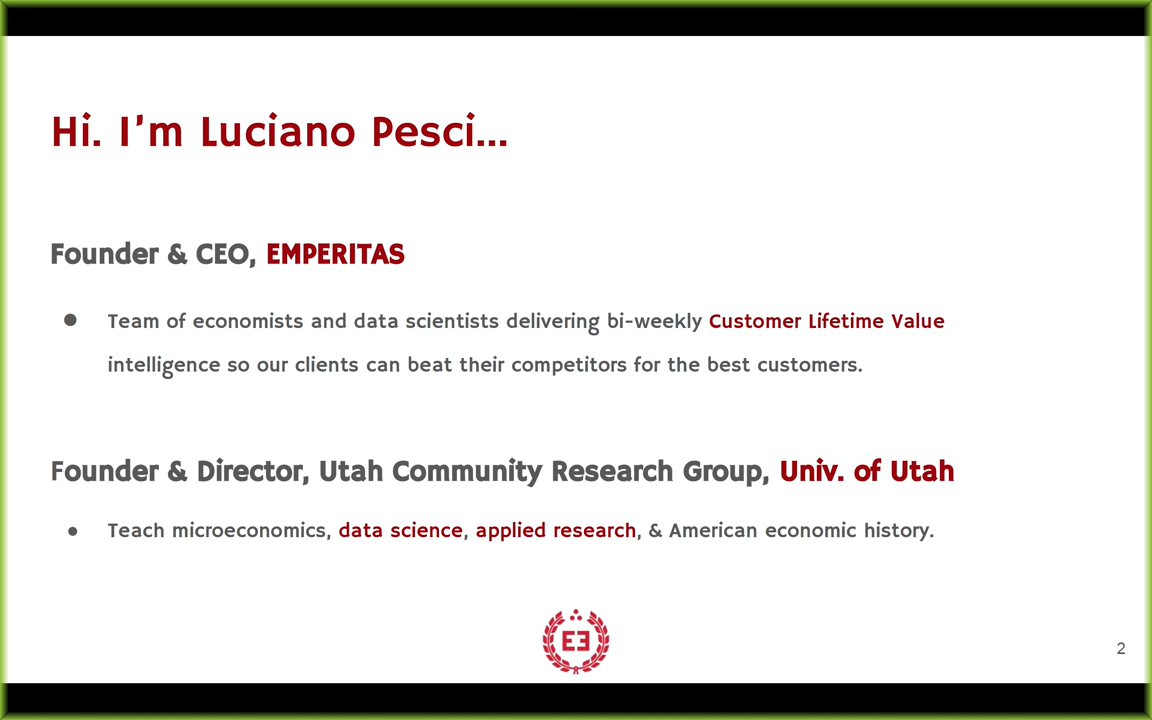 Hi. I'm Luciano Pesci...
Founder & CEO, EMPERITAS
● Team of economists and data scientists delivering bi-weekly Customer Lifetime Value
intelligence so our clients can beat their competitors for the best customers.
Founder & Director, Utah Community Research Group, Univ. of Utah
● Teach microeconomics, data science, applied research, & American economic history.
EƎ
2